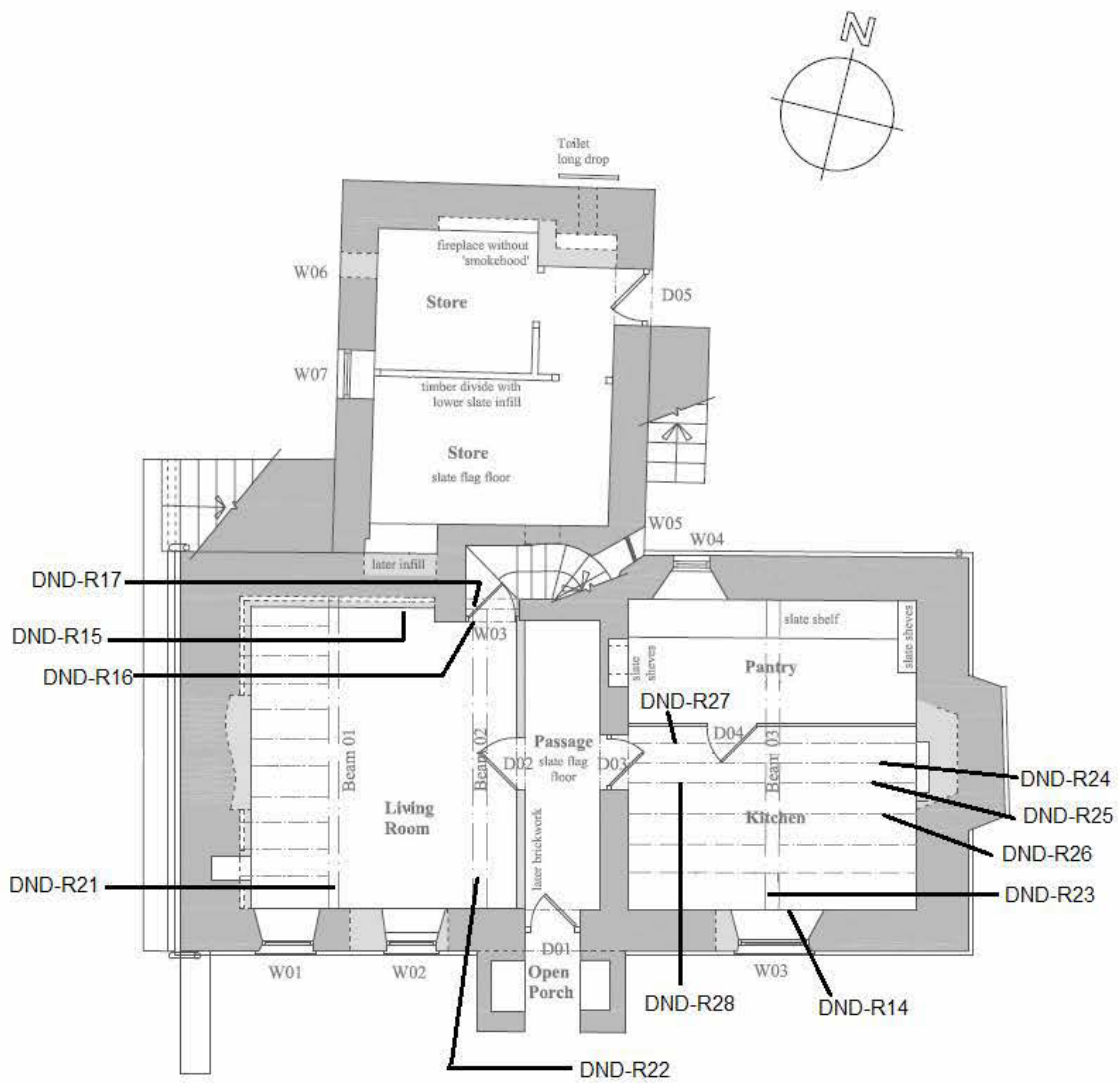 N
Toilet
long drop
fireplace without
'smokehood'
W06
Store
D05
W07
timber divide with
lower slate infill
Store
slate flag floor
W05
W04
later infill
DND-R17
DND-R15
DND-R16
W03
slate shelf
slate sheves
slate
sheves
Pantry
DND-R27
Beam 01
Beam 02
Passage
slate flag
floor
D02
D03
D04
Beam 03
DND-R24
DND-R25
Living
Room
Kitchen
DND-R26
later brickwork
DND-R21
DND-R23
W01
W02
D01
Open
Porch
W03
DND-R28
DND-R14
DND-R22